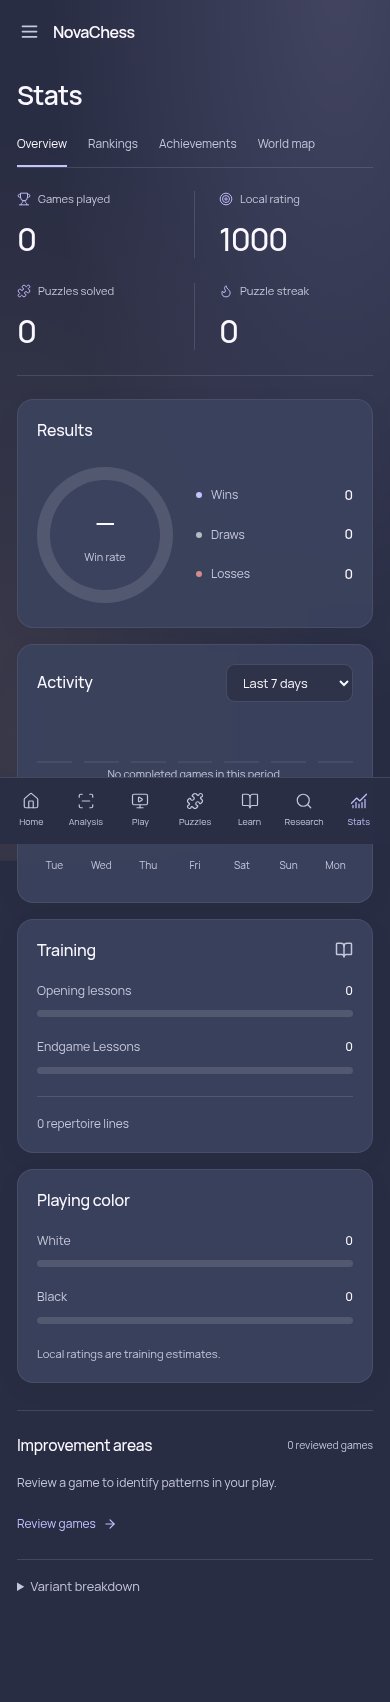 NovaChess
Stats
Overview Rankings Achievements World map
Games played Local rating
0 1000
Puzzles solved Puzzle streak
0 0
Results
Wins 0
—
Draws 0
Win rate
Losses 0
Activity Last 7 days
No completed games in this period
Home Analysis Play Puzzles Learn Research Stats
Tue Wed Thu Fri Sat Sun Mon
Training
Opening lessons 0
Endgame Lessons 0
0 repertoire lines
Playing color
White 0
Black 0
Local ratings are training estimates.
Improvement areas 0 reviewed games
Review a game to identify patterns in your play.
Review games →
Variant breakdown